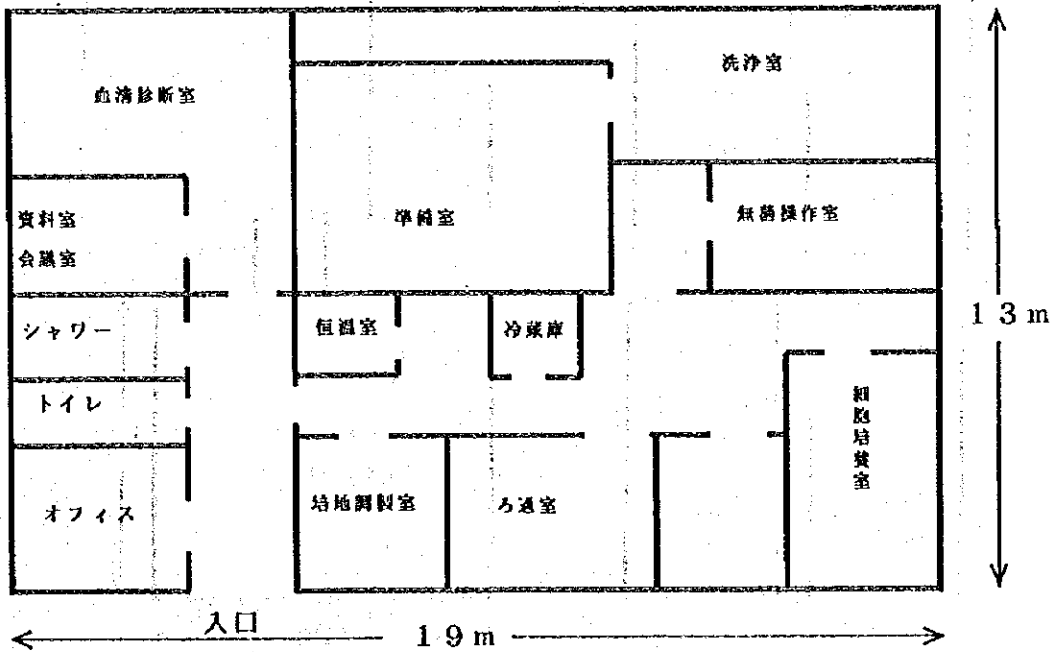 血清診断室
洗浄室
資料室
会議室
準備室
無菌操作室
シャワー
恒温室
冷蔵庫
13m
トイレ
細胞培養室
オフィス
培地調製室
ろ過室
入口
19m